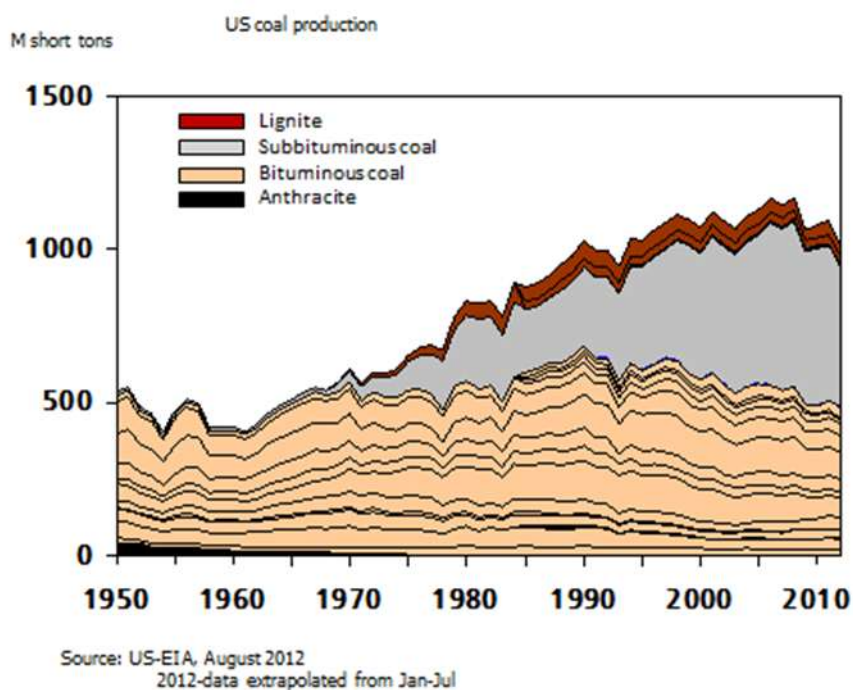 US coal production
M short tons
1500
Lignite
Subbituminous coal
Bituminous coal
Anthracite
1000
500
0
1950 1960 1970 1980 1990 2000 2010
Source: US-EIA, August 2012
2012-data extrapolated from Jan-Jul